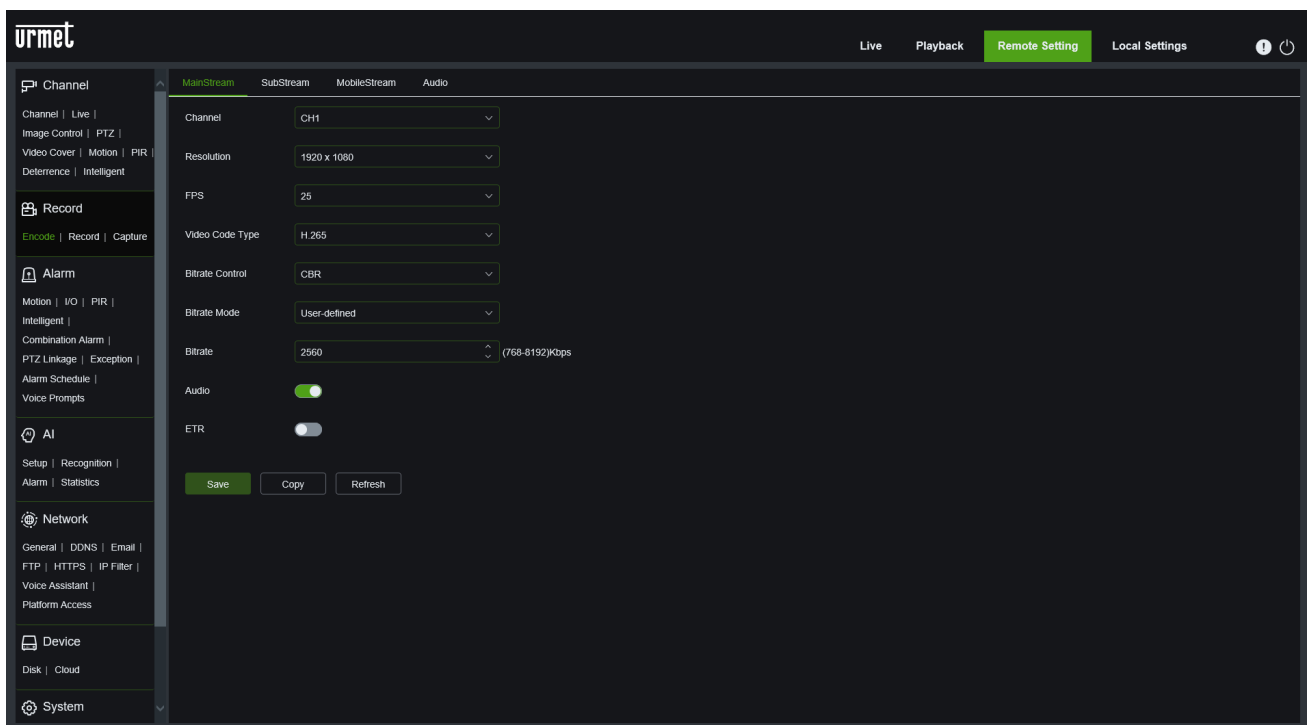 urmet
Live Playback Remote Setting Local Settings
Channel
Channel | Live |
Image Control | PTZ |
Video Cover | Motion | PIR |
Deterrence | Intelligent
Record
Encode | Record | Capture
Alarm
Motion | I/O | PIR |
Intelligent |
Combination Alarm |
PTZ Linkage | Exception |
Alarm Schedule |
Voice Prompts
AI
Setup | Recognition |
Alarm | Statistics
Network
General | DDNS | Email |
FTP | HTTPS | IP Filter |
Voice Assistant |
Platform Access
Device
Disk | Cloud
System
MainStream SubStream MobileStream Audio
Channel CH1
Resolution 1920 x 1080
FPS 25
Video Code Type H.265
Bitrate Control CBR
Bitrate Mode User-defined
Bitrate 2560 (768-8192)Kbps
Audio
ETR
Save Copy Refresh